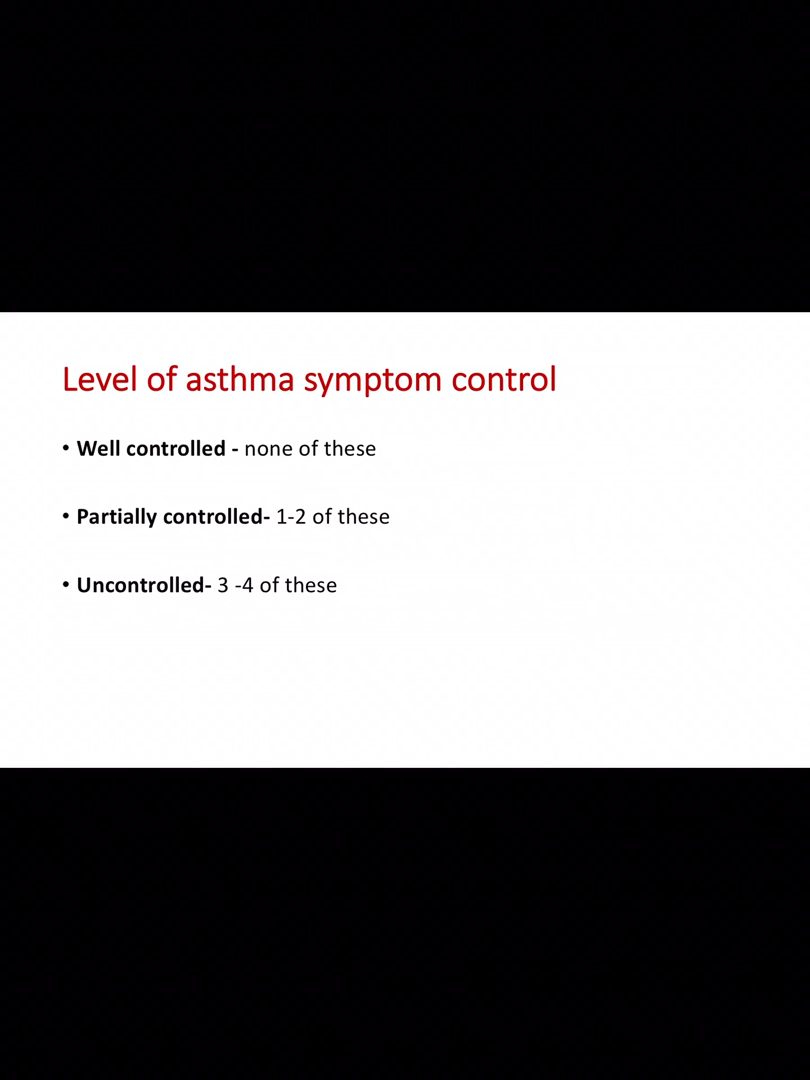 Level of asthma symptom control
• Well controlled - none of these
• Partially controlled- 1-2 of these
• Uncontrolled- 3 -4 of these